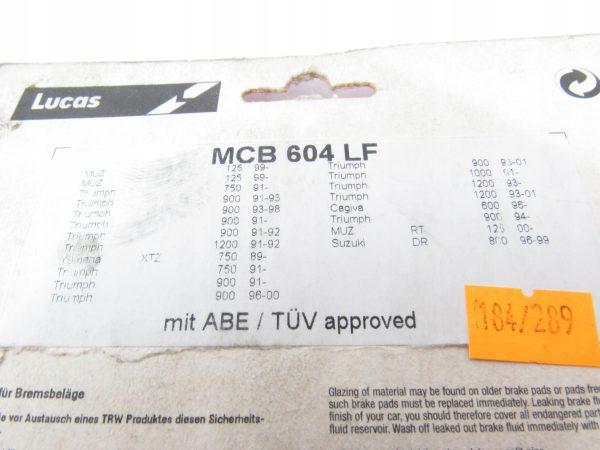 Lucas
MCB 604 LF
MUZ 125 99-
MUZ 125 99-
Triumph 750 91-
Triumph 900 91-93
Triumph 900 93-98
Triumph 900 91-92
Triumph 1200 91-92
Yamaha XTZ 750 89-
Triumph 750 91-
Triumph 900 91-
Triumph 900 96-00
Triumph 900 93-01
Triumph 1000 91-
Triumph 1200 93-
Triumph 1200 93-01
Cagiva 600 96-
Triumph 900 94-
MUZ RT 125 00-
Suzuki DR 800 96-99
mit ABE / TÜV approved
184/289
für Bremsbeläge
vor Austausch eines TRW Produktes diesen Sicherheits-
Glazing of material may be found on older brake pads or pads
such brake pads must be replaced immediately. Leaking brake
finish of your car, you should therefore cover all endangered
fluid reservoir. Wash off leaked out brake fluid immediately with